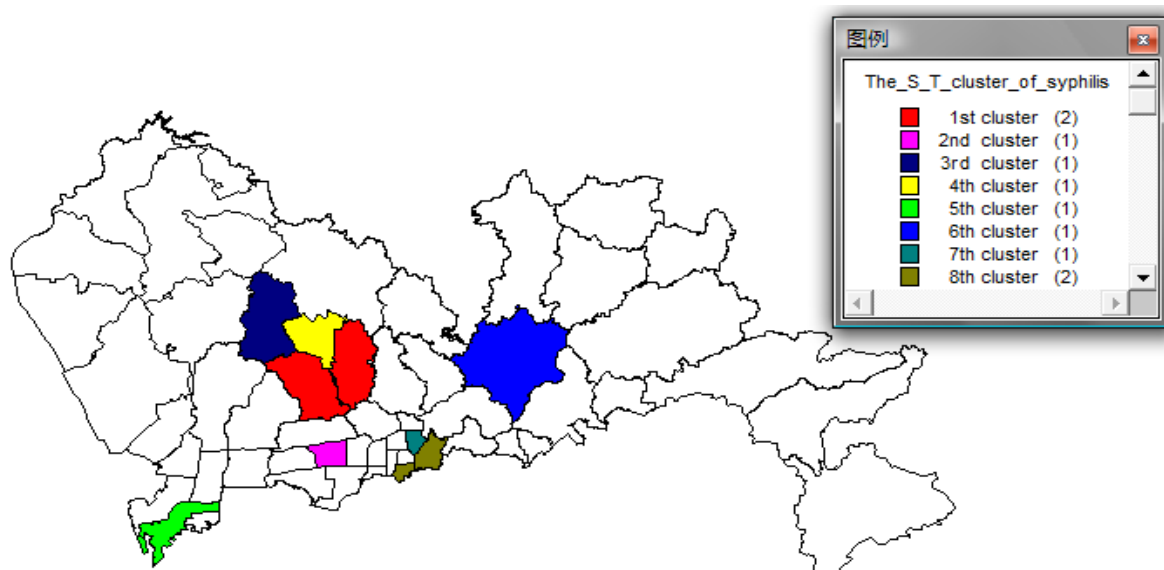 图例
The_S_T_cluster_of_syphilis
1st cluster (2)
2nd cluster (1)
3rd cluster (1)
4th cluster (1)
5th cluster (1)
6th cluster (1)
7th cluster (1)
8th cluster (2)